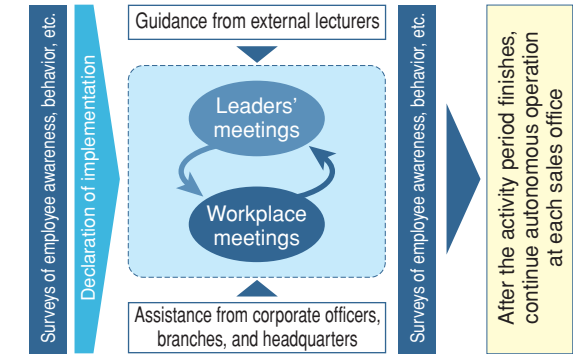 Surveys of employee awareness, behavior, etc.
Declaration of implementation
Guidance from external lecturers
Leaders’
meetings
Workplace
meetings
Assistance from corporate officers,
branches, and headquarters
Surveys of employee awareness, behavior, etc.
After the activity period finishes,
continue autonomous operation
at each sales office